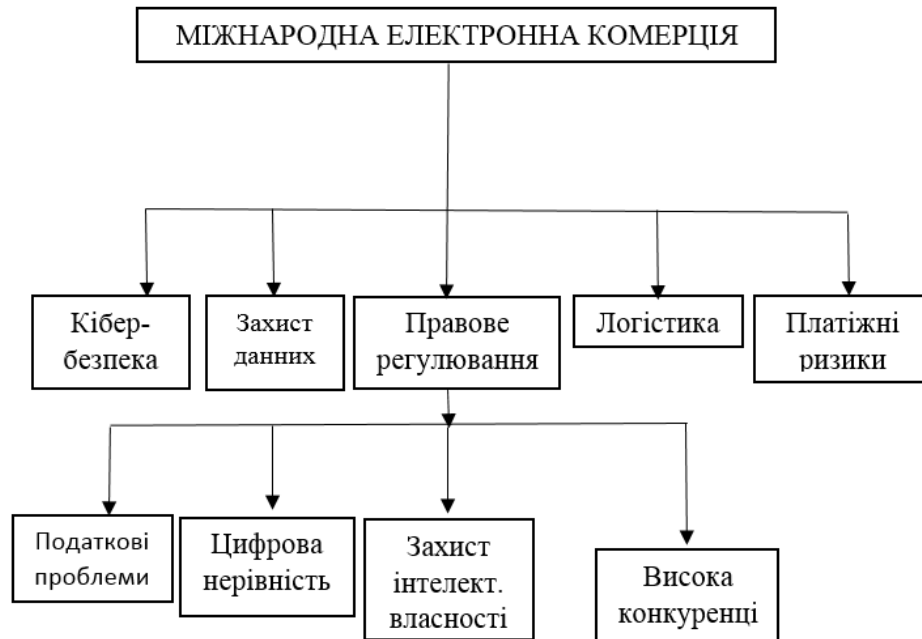 МІЖНАРОДНА ЕЛЕКТРОННА КОМЕРЦІЯ
Кібер-
безпека
Захист
данних
Правове
регулювання
Логістика
Платіжні
ризики
Податкові
проблеми
Цифрова
нерівність
Захист
інтелект.
власності
Висока
конкуренці